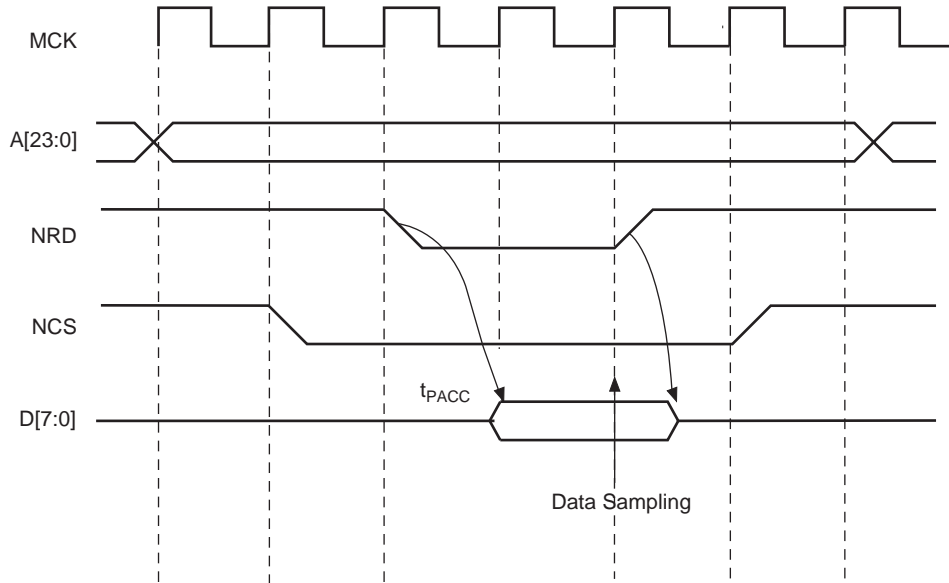 MCK
A[23:0]
NRD
NCS
tPACC
D[7:0]
Data Sampling